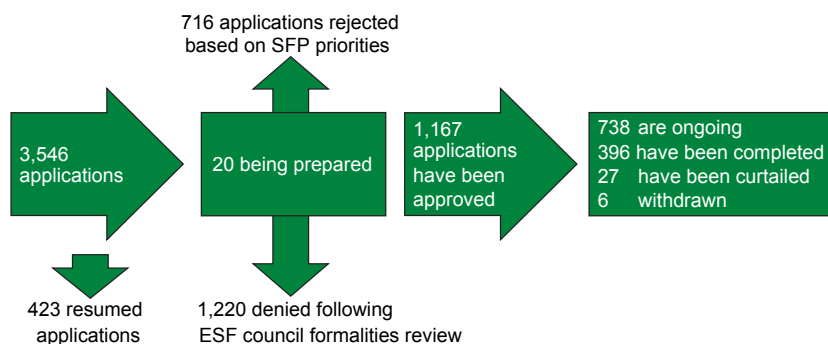 716 applications rejected
based on SFP priorities
3,546
applications
20 being prepared
1,167
applications
have been
approved
738 are ongoing
396 have been completed
27 have been curtailed
6 withdrawn
423 resumed
applications
1,220 denied following
ESF council formalities review